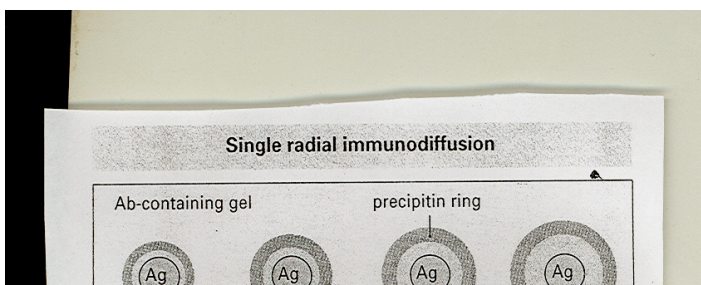 Single radial immunodiffusion
Ab-containing gel precipitin ring
Ag Ag Ag Ag